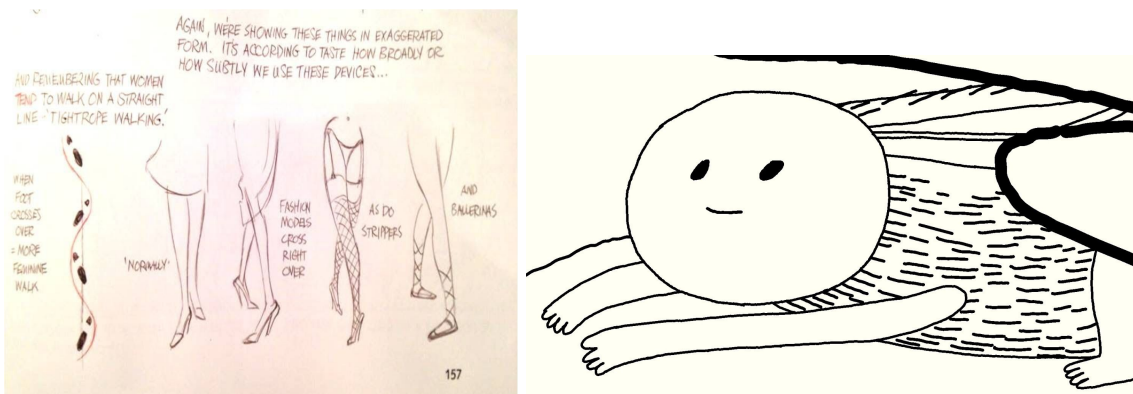 AGAIN, WE'RE SHOWING THESE THINGS IN EXAGGERATED
FORM. IT'S ACCORDING TO TASTE HOW BROADLY OR
HOW SUBTLY WE USE THESE DEVICES...
AND REMEMBERING THAT WOMEN
TEND TO WALK ON A STRAIGHT
LINE - 'TIGHTROPE WALKING.'
WHEN
FOOT
CROSSES
OVER
= MORE
FEMININE
WALK
'NORMALLY'
FASHION
MODELS
CROSS
RIGHT
OVER
AS DO
STRIPPERS
AND
BALLERINAS
157